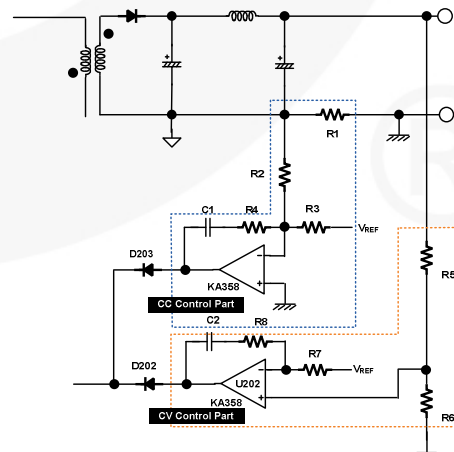 R1
R2
C1
R4
R3
VREF
D203
KA358
CC Control Part
R5
C2
R8
D202
R7
VREF
U202
KA358
R6
CV Control Part
R